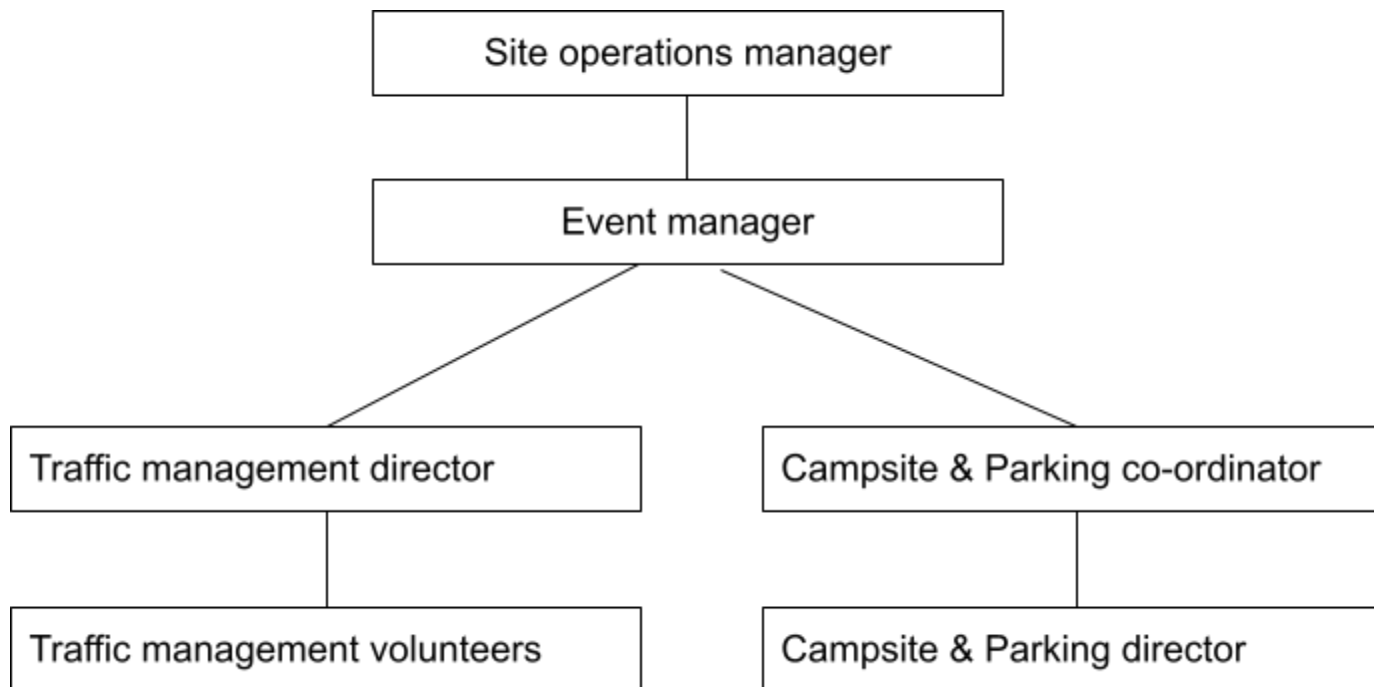 Site operations manager
Event manager
Traffic management director
Campsite & Parking co-ordinator
Traffic management volunteers
Campsite & Parking director